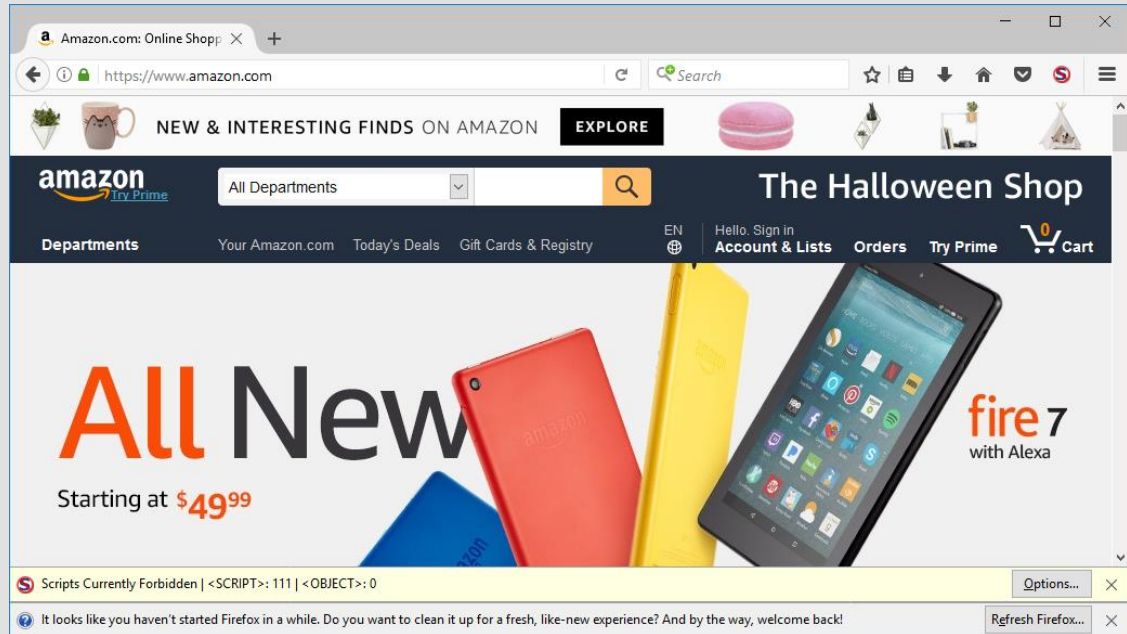 Amazon.com: Online Shopp
https://www.amazon.com
Search
NEW & INTERESTING FINDS ON AMAZON EXPLORE
amazon
Try Prime
All Departments
The Halloween Shop
Departments
Your Amazon.com Today's Deals Gift Cards & Registry
EN
Hello. Sign in
Account & Lists Orders Try Prime
0
Cart
All New
Starting at $4999
amazon
amazon
amazon
fire 7
with Alexa
Scripts Currently Forbidden | <SCRIPT>: 111 | <OBJECT>: 0
Options...
It looks like you haven't started Firefox in a while. Do you want to clean it up for a fresh, like-new experience? And by the way, welcome back!
Refresh Firefox...